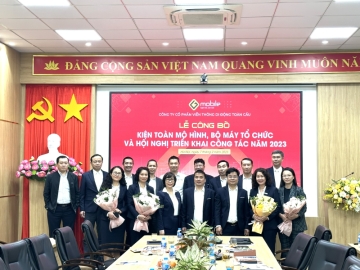 ĐẢNG CỘNG SẢN VIỆT NAM QUANG VINH
mobile
CÔNG TY CỔ PHẦN VIỄN THÔNG DI ĐỘNG TOÀN CẦU
LỄ CÔNG BỐ
KIỆN TOÀN MÔ HÌNH, BỘ MÁY TỔ CHỨC
VÀ HỘI NGHỊ TRIỂN KHAI CÔNG TÁC NĂM 2023